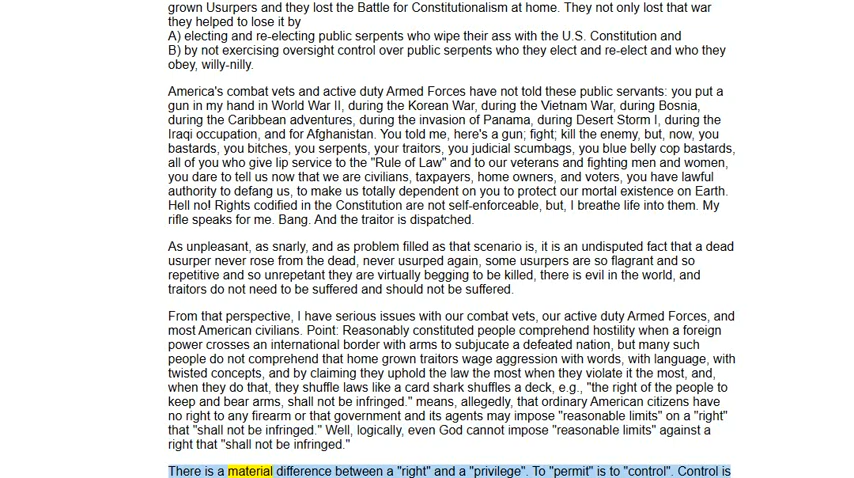 grown Usurpers and they lost the Battle for Constitutionalism at home. They not only lost that war
they helped to lose it by
A) electing and re-electing public serpents who wipe their ass with the U.S. Constitution and
B) by not exercising oversight control over public serpents who they elect and re-elect and who they
obey, willy-nilly.
America's combat vets and active duty Armed Forces have not told these public servants: you put a
gun in my hand in World War II, during the Korean War, during the Vietnam War, during Bosnia,
during the Caribbean adventures, during the invasion of Panama, during Desert Storm I, during the
Iraqi occupation, and for Afghanistan. You told me, here's a gun; fight; kill the enemy, but, now, you
bastards, you bitches, you serpents, your traitors, you judicial scumbags, you blue belly cop bastards,
all of you who give lip service to the "Rule of Law" and to our veterans and fighting men and women,
you dare to tell us now that we are civilians, taxpayers, home owners, and voters, you have lawful
authority to defang us, to make us totally dependent on you to protect our mortal existence on Earth.
Hell no! Rights codified in the Constitution are not self-enforceable, but, I breathe life into them. My
rifle speaks for me. Bang. And the traitor is dispatched.
As unpleasant, as snarly, and as problem filled as that scenario is, it is an undisputed fact that a dead
usurper never rose from the dead, never usurped again, some usurpers are so flagrant and so
repetitive and so unrepetant they are virtually begging to be killed, there is evil in the world, and
traitors do not need to be suffered and should not be suffered.
From that perspective, I have serious issues with our combat vets, our active duty Armed Forces, and
most American civilians. Point: Reasonably constituted people comprehend hostility when a foreign
power crosses an international border with arms to subjucate a defeated nation, but many such
people do not comprehend that home grown traitors wage aggression with words, with language, with
twisted concepts, and by claiming they uphold the law the most when they violate it the most, and,
when they do that, they shuffle laws like a card shark shuffles a deck, e.g., "the right of the people to
keep and bear arms, shall not be infringed." means, allegedly, that ordinary American citizens have
no right to any firearm or that government and its agents may impose "reasonable limits" on a "right"
that "shall not be infringed." Well, logically, even God cannot impose "reasonable limits" against a
right that "shall not be infringed."
There is a material difference between a "right" and a "privilege". To "permit" is to "control". Control is